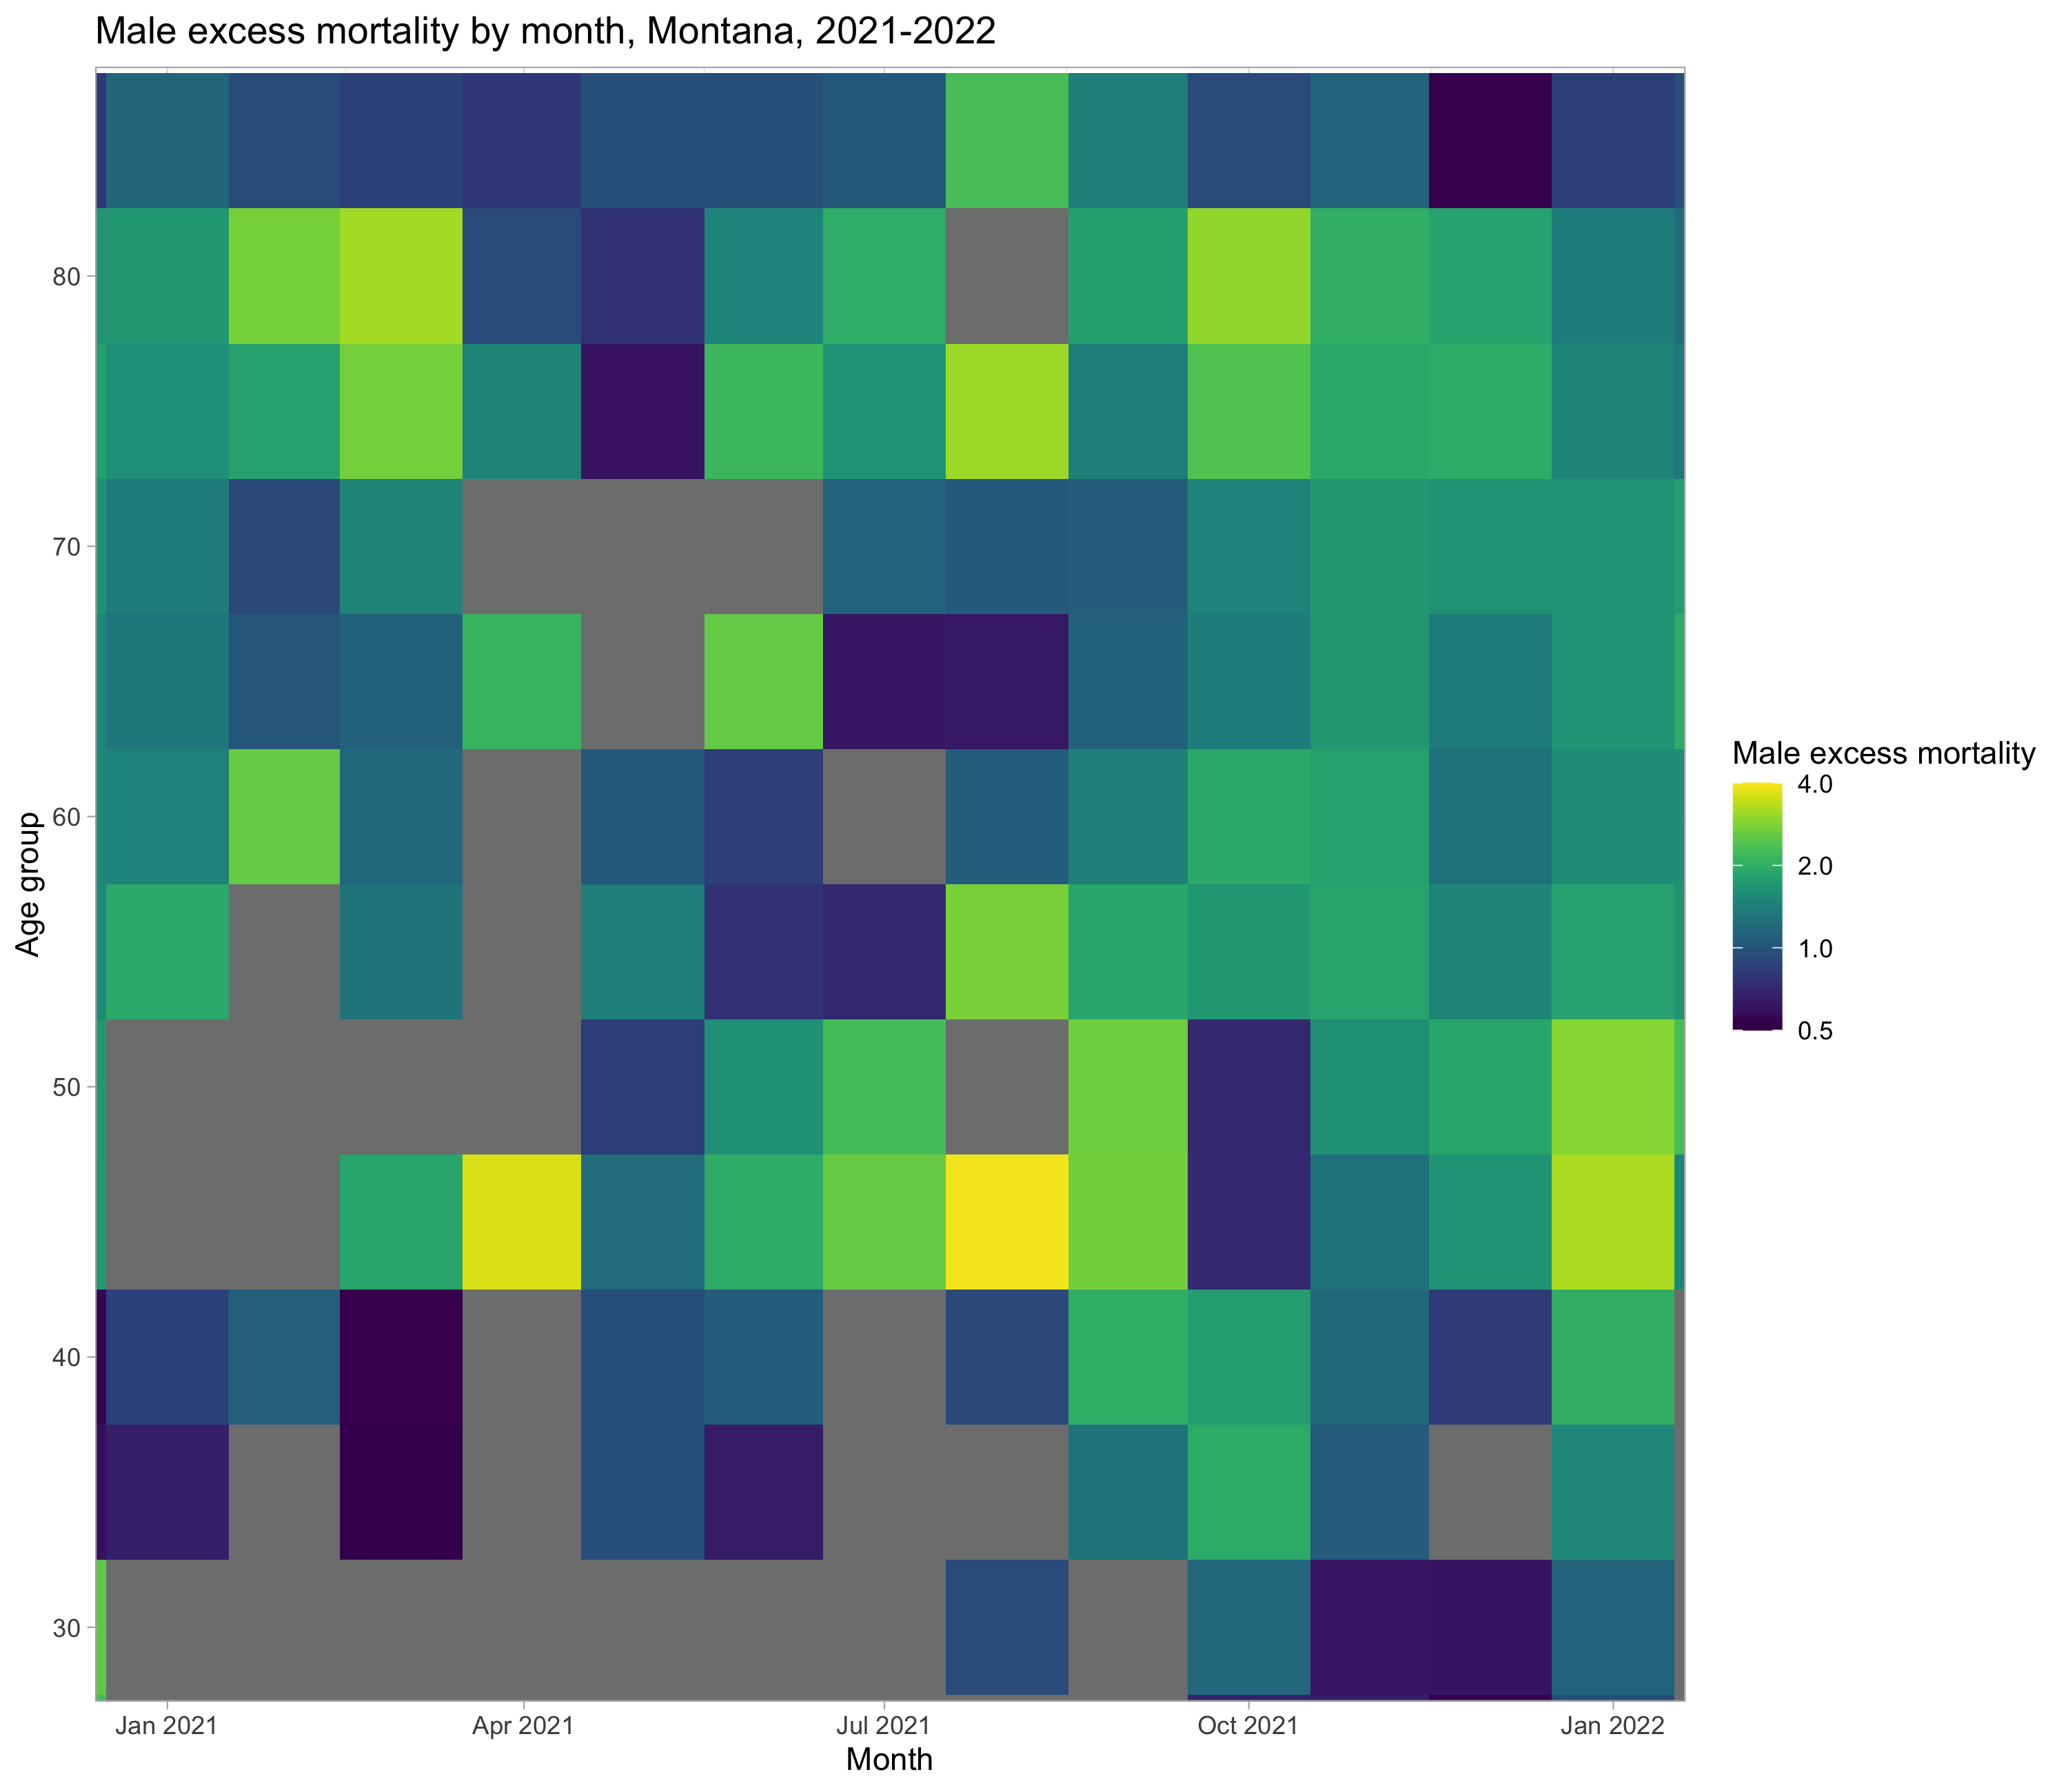 Male excess mortality by month, Montana, 2021-2022
Age group
80
70
60
50
40
30
Jan 2021
Apr 2021
Jul 2021
Oct 2021
Jan 2022
Month
Male excess mortality
4.0
2.0
1.0
0.5